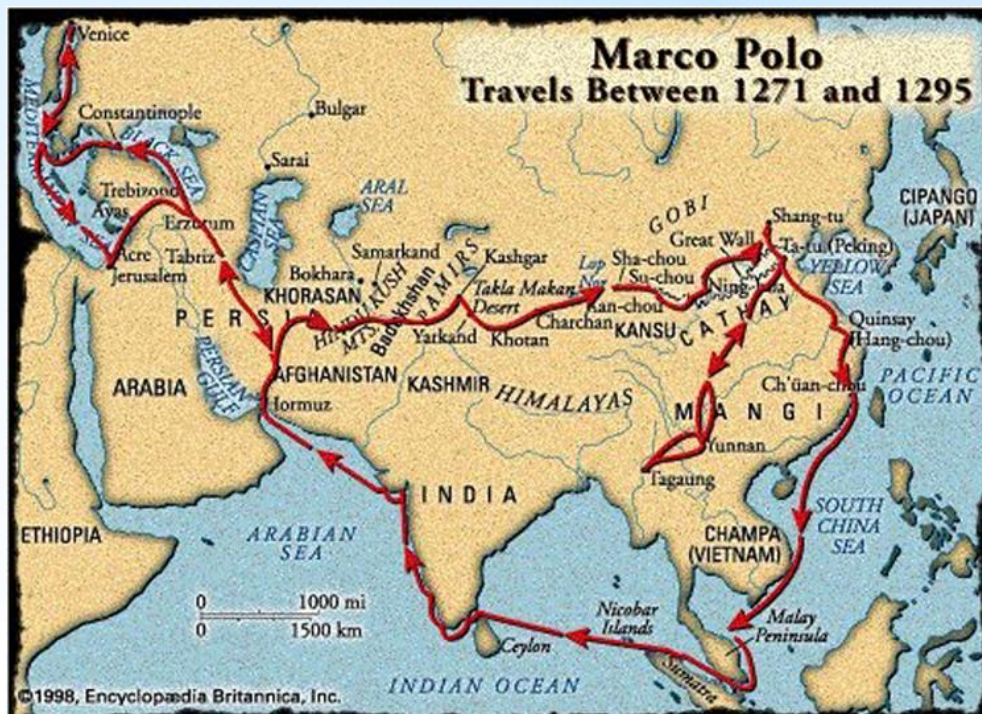 Marco Polo
Travels Between 1271 and 1295
Venice
MEDITERRANEAN SEA
Constantinople
BLACK SEA
Bulgar
Sarai
Trebizond
Ayas
Erzurum
CASPIAN
SEA
ARAL
SEA
Acre
Jerusalem
Tabriz
Bokhara
Samarkand
KHORASAN
HINDU KUSH
MTS.
Badakhshan
PAMIRS
Kashgar
Takla Makan
Desert
Yarkand
Khotan
Charchan
Lop
Nor
Sha-chou
Su-chou
Kan-chou
KANSU
GOBI
Great Wall
Shang-tu
Ta-tu (Peking)
Ning-hsia
CATHAY
YELLOW
SEA
CIPANGO
(JAPAN)
Quinsay
(Hang-chou)
Ch'üan-chou
PACIFIC
OCEAN
PERSIA
PERSIAN
GULF
ARABIA
AFGHANISTAN
KASHMIR
HIMALAYAS
Hormuz
MANGI
Yunnan
Tagaung
INDIA
ETHIOPIA
ARABIAN
SEA
CHAMPA
(VIETNAM)
SOUTH
CHINA
SEA
0 1000 mi
0 1500 km
Nicobar
Islands
Malay
Peninsula
Ceylon
Sumatra
INDIAN OCEAN
©1998, Encyclopædia Britannica, Inc.